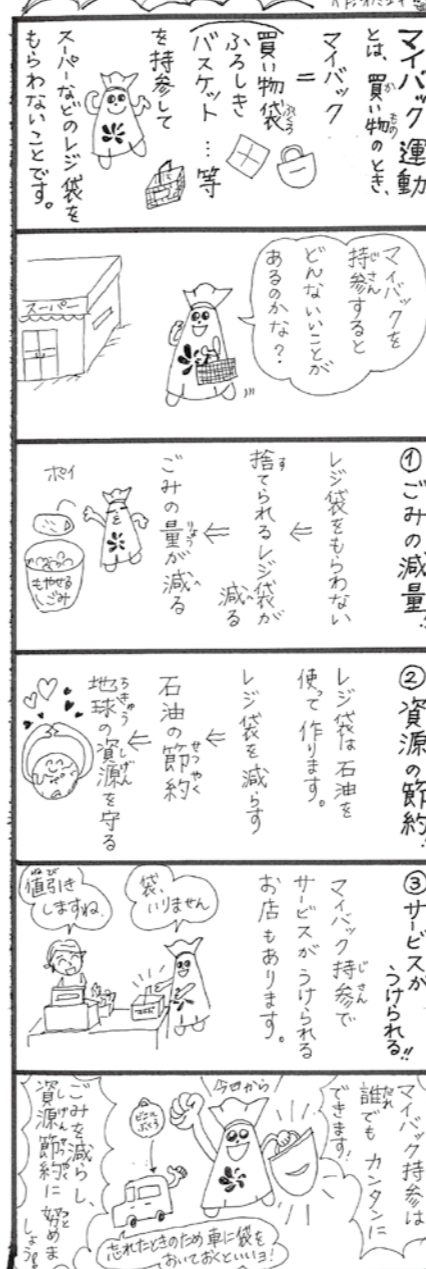 マイバック運動
とは、買い物のとき、
マイバック
＝
買い物袋
ふろしき
バスケット…等
を持参して
スーパーなどのレジ袋を
もらわないことです。
マイバックを
持参すると
どんないいことが
あるのかな？
スーパー
①ごみの減量!!
レジ袋をもらわない
⇐
捨てられるレジ袋が
減る
⇐
ごみの量が減る
ポイ
もやせる
ごみ
②資源の節約!!
レジ袋は石油を
使って作ります。
レジ袋を減らす
⇐
石油の節約
⇐
地球の資源を守る
③サービスが
うけられる!!
マイバック持参で
サービスがうけられる
お店もあります。
袋、
いりません
値引き
しますね
マイバック持参は
誰でもカンタンに
できます!
今日から
ビニール
ぶくろ
忘れたときのため車に袋を
おいておくといいヨ!
ごみを減らし、
資源節約に努めま
しょう!!